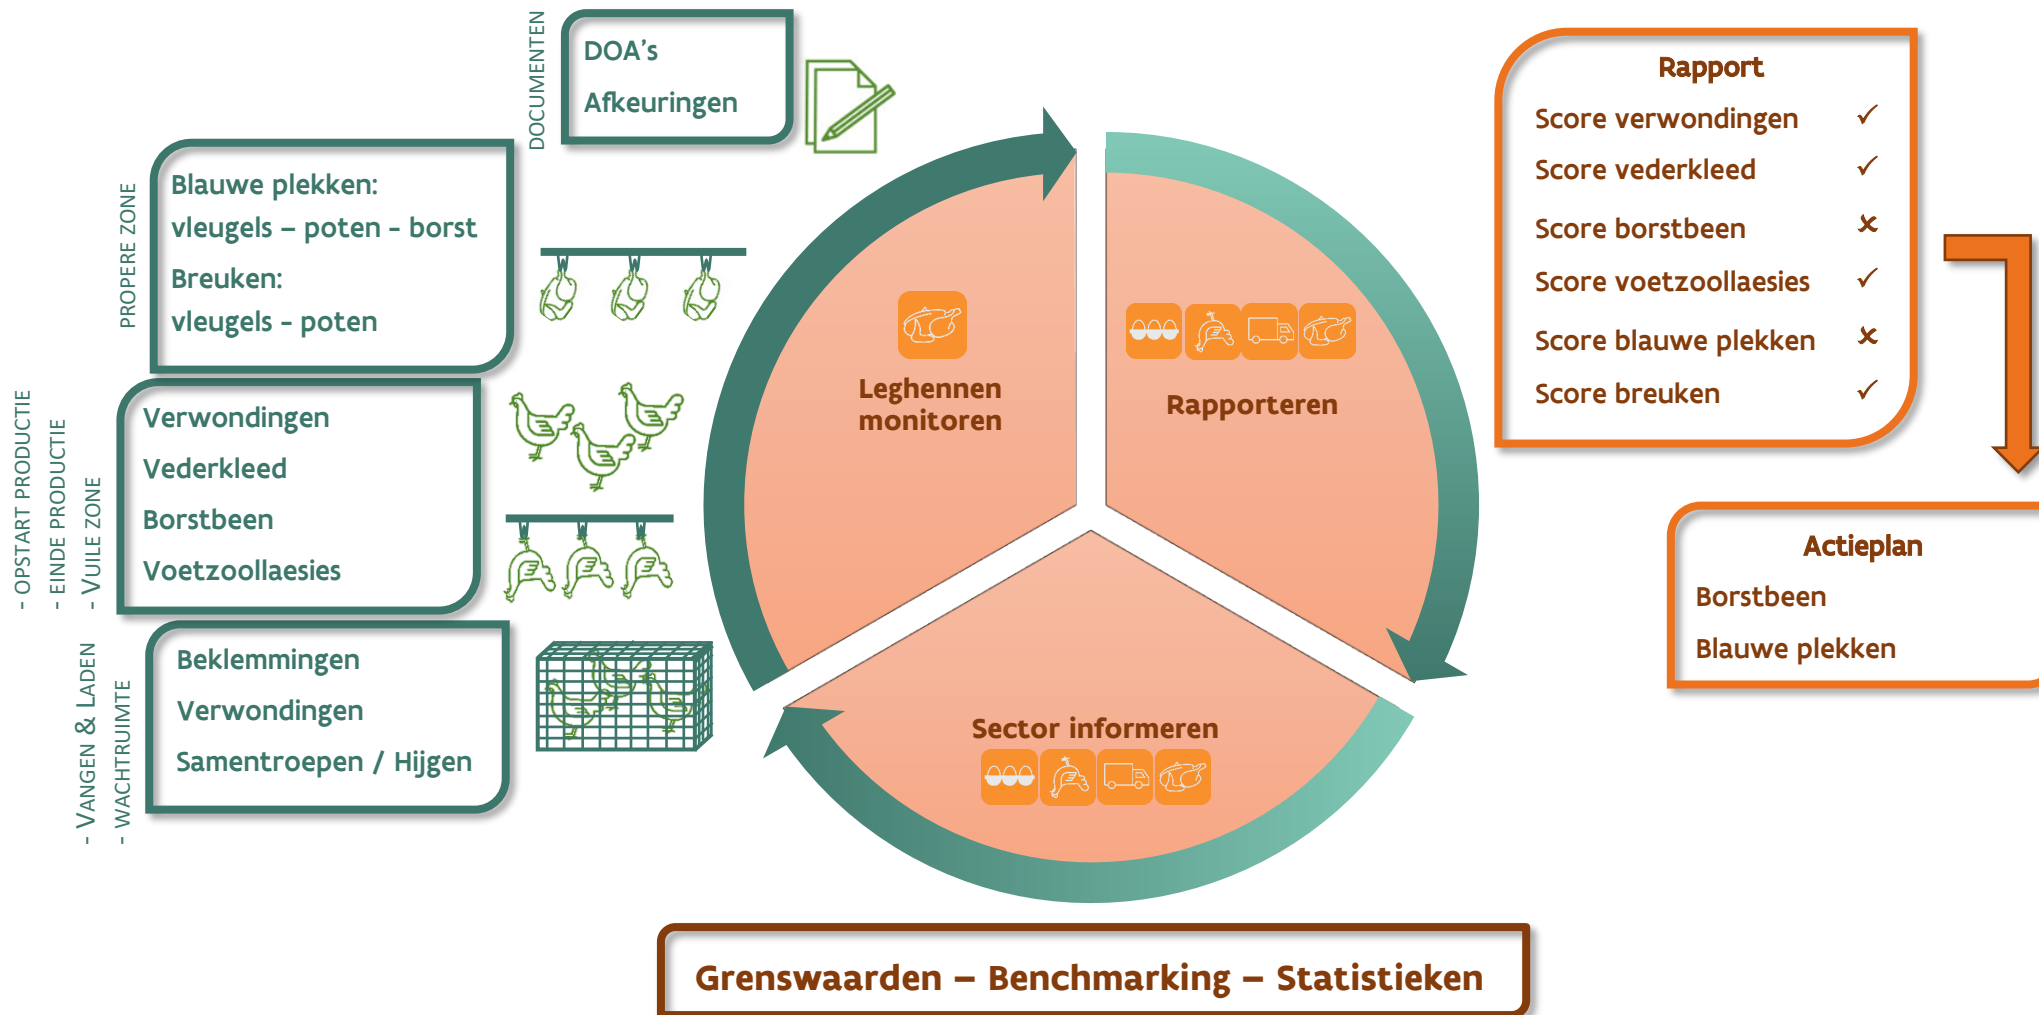 DOCUMENTEN
DOA's
Afkeuringen
PROPERE ZONE
Blauwe plekken:
vleugels – poten - borst
Breuken:
vleugels - poten
- OPSTART PRODUCTIE
- EINDE PRODUCTIE
- VUILE ZONE
Verwondingen
Vederkleed
Borstbeen
Voetzoollaesies
- VANGEN & LADEN
- WACHTRUIMTE
Beklemmingen
Verwondingen
Samentroepen / Hijgen
Leghennen
monitoren
Rapporteren
Sector informeren
Rapport
Score verwondingen ✓
Score vederkleed ✓
Score borstbeen ✘
Score voetzoollaesies ✓
Score blauwe plekken ✘
Score breuken ✓
Actieplan
Borstbeen
Blauwe plekken
Grenswaarden – Benchmarking – Statistieken